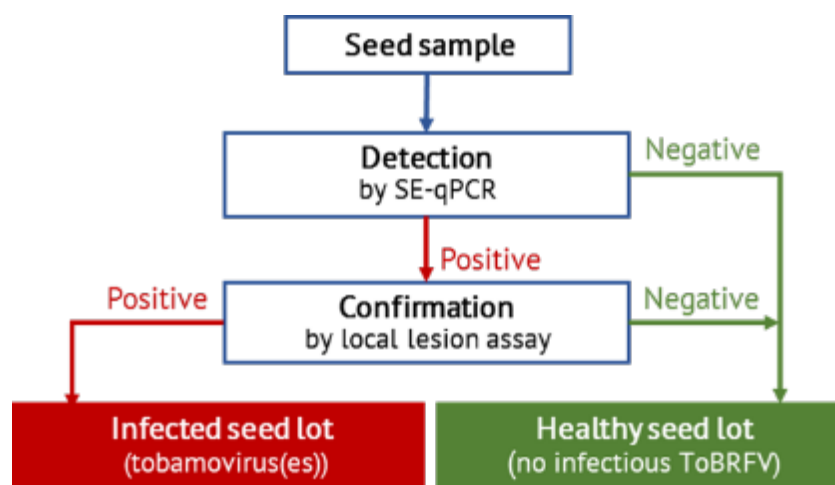 Seed sample
Detection
by SE-qPCR
Negative
Positive
Positive
Confirmation
by local lesion assay
Negative
Infected seed lot
(tobamovirus(es))
Healthy seed lot
(no infectious ToBRFV)